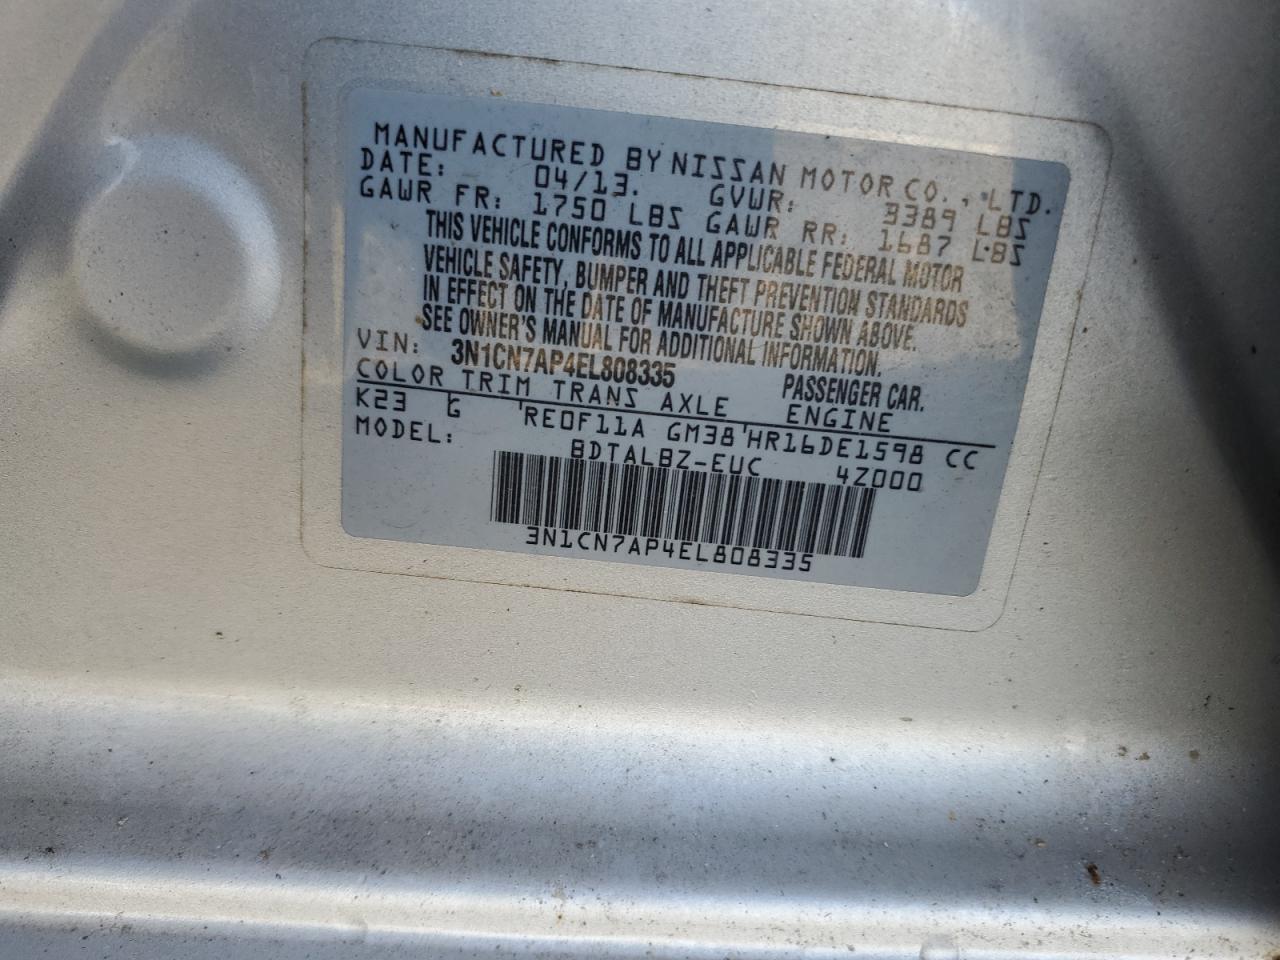 MANUFACTURED BY NISSAN MOTOR CO., LTD.
DATE: 04/13. GVWR: 3389 LBS
GAWR FR: 1750 LBS GAWR RR: 1687 LBS
THIS VEHICLE CONFORMS TO ALL APPLICABLE FEDERAL MOTOR
VEHICLE SAFETY, BUMPER AND THEFT PREVENTION STANDARDS
IN EFFECT ON THE DATE OF MANUFACTURE SHOWN ABOVE.
SEE OWNER'S MANUAL FOR ADDITIONAL INFORMATION.
VIN: 3N1CN7AP4EL808335 PASSENGER CAR.
COLOR TRIM TRANS AXLE ENGINE
K23 G RE0F11A GM38 HR16DE1598 CC
MODEL: BDTALBZ-EUC 4Z000
3N1CN7AP4EL808335